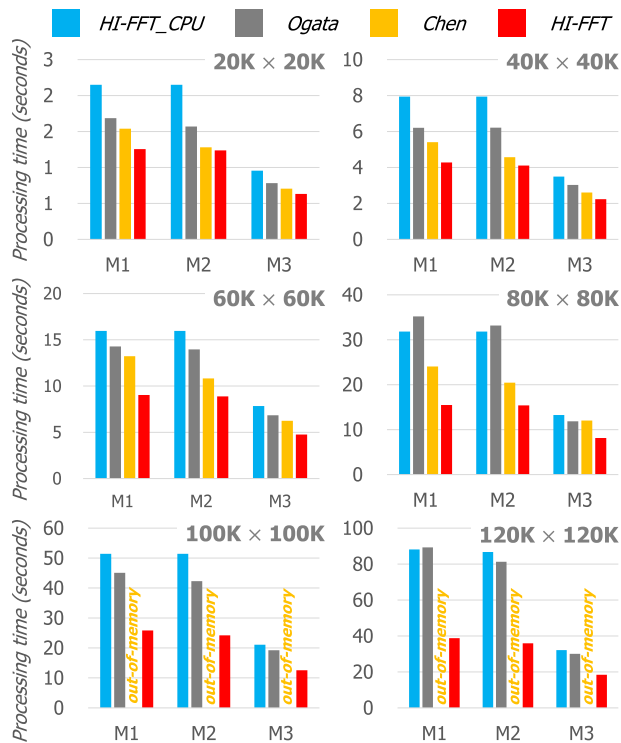 HI-FFT_CPU Ogata Chen HI-FFT
Processing time (seconds)
20K × 20K
3
2
2
1
1
0
M1 M2 M3
40K × 40K
10
8
6
4
2
0
M1 M2 M3
Processing time (seconds)
60K × 60K
20
15
10
5
0
M1 M2 M3
80K × 80K
40
30
20
10
0
M1 M2 M3
Processing time (seconds)
100K × 100K
60
50
40
30
20
10
0
out-of-memory
out-of-memory
out-of-memory
M1 M2 M3
120K × 120K
100
80
60
40
20
0
out-of-memory
out-of-memory
out-of-memory
M1 M2 M3